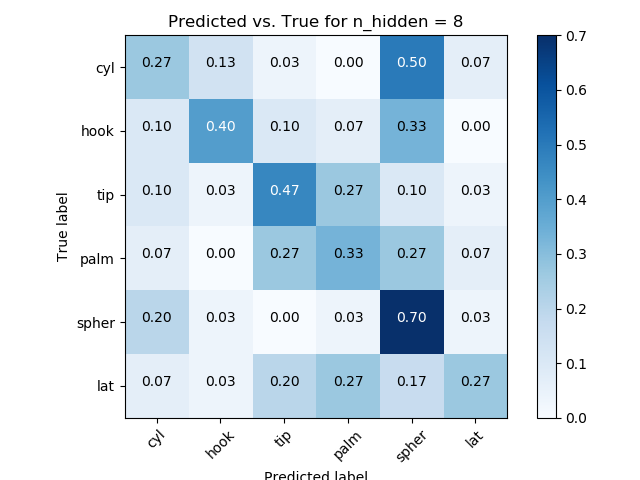 Predicted vs. True for n_hidden = 8
cyl 0.27 0.13 0.03 0.00 0.50 0.07
hook 0.10 0.40 0.10 0.07 0.33 0.00
tip 0.10 0.03 0.47 0.27 0.10 0.03
palm 0.07 0.00 0.27 0.33 0.27 0.07
spher 0.20 0.03 0.00 0.03 0.70 0.03
lat 0.07 0.03 0.20 0.27 0.17 0.27
True label
cyl hook tip palm spher lat
Predicted label
0.7
0.6
0.5
0.4
0.3
0.2
0.1
0.0